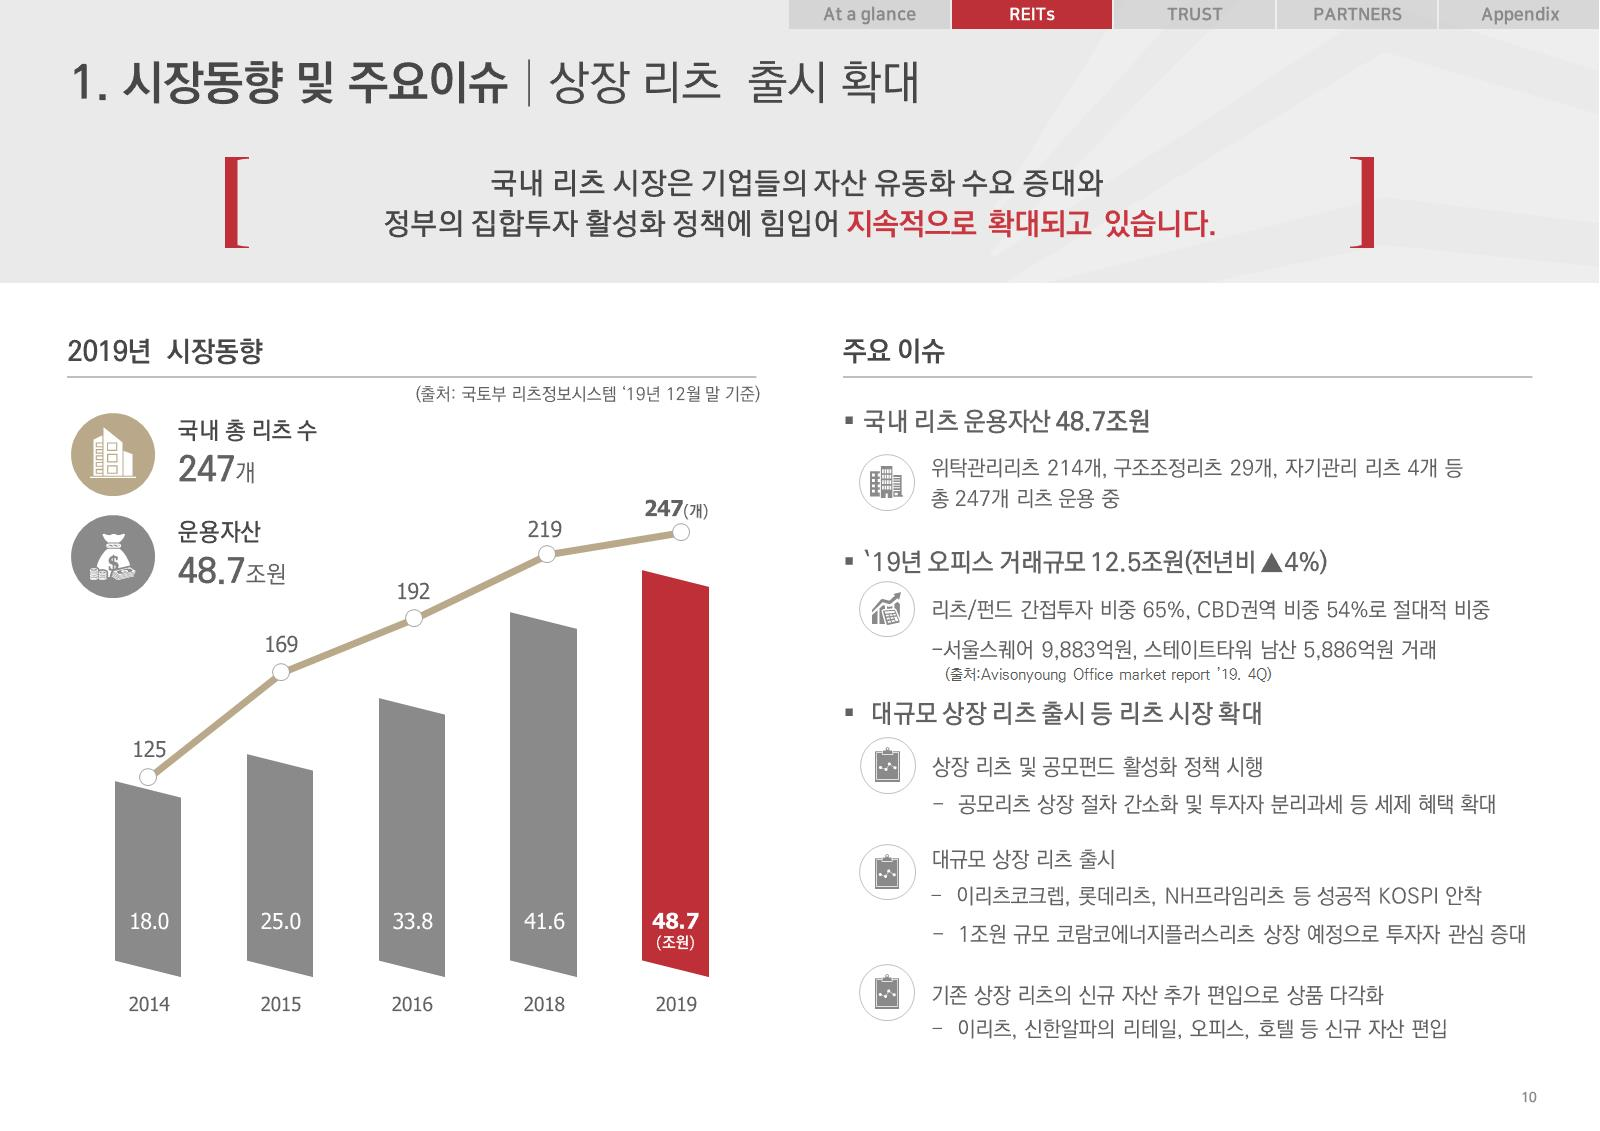 At a glance
REITs
TRUST
PARTNERS
Appendix
1. 시장동향 및 주요이슈 | 상장 리츠 출시 확대
국내 리츠 시장은 기업들의 자산 유동화 수요 증대와
정부의 집합투자 활성화 정책에 힘입어 지속적으로 확대되고 있습니다.
2019년 시장동향
(출처: 국토부 리츠정보시스템 ‘19년 12월 말 기준)
국내 총 리츠 수
247개
운용자산
48.7조원
125
169
192
219
247(개)
18.0
25.0
33.8
41.6
48.7
(조원)
2014
2015
2016
2018
2019
주요 이슈
▪ 국내 리츠 운용자산 48.7조원
위탁관리리츠 214개, 구조조정리츠 29개, 자기관리 리츠 4개 등
총 247개 리츠 운용 중
▪ ‘19년 오피스 거래규모 12.5조원(전년비 ▲4%)
리츠/펀드 간접투자 비중 65%, CBD권역 비중 54%로 절대적 비중
-서울스퀘어 9,883억원, 스테이트타워 남산 5,886억원 거래
(출처:Avisonyoung Office market report ’19. 4Q)
▪ 대규모 상장 리츠 출시 등 리츠 시장 확대
상장 리츠 및 공모펀드 활성화 정책 시행
- 공모리츠 상장 절차 간소화 및 투자자 분리과세 등 세제 혜택 확대
대규모 상장 리츠 출시
- 이리츠코크렙, 롯데리츠, NH프라임리츠 등 성공적 KOSPI 안착
- 1조원 규모 코람코에너지플러스리츠 상장 예정으로 투자자 관심 증대
기존 상장 리츠의 신규 자산 추가 편입으로 상품 다각화
- 이리츠, 신한알파의 리테일, 오피스, 호텔 등 신규 자산 편입
10